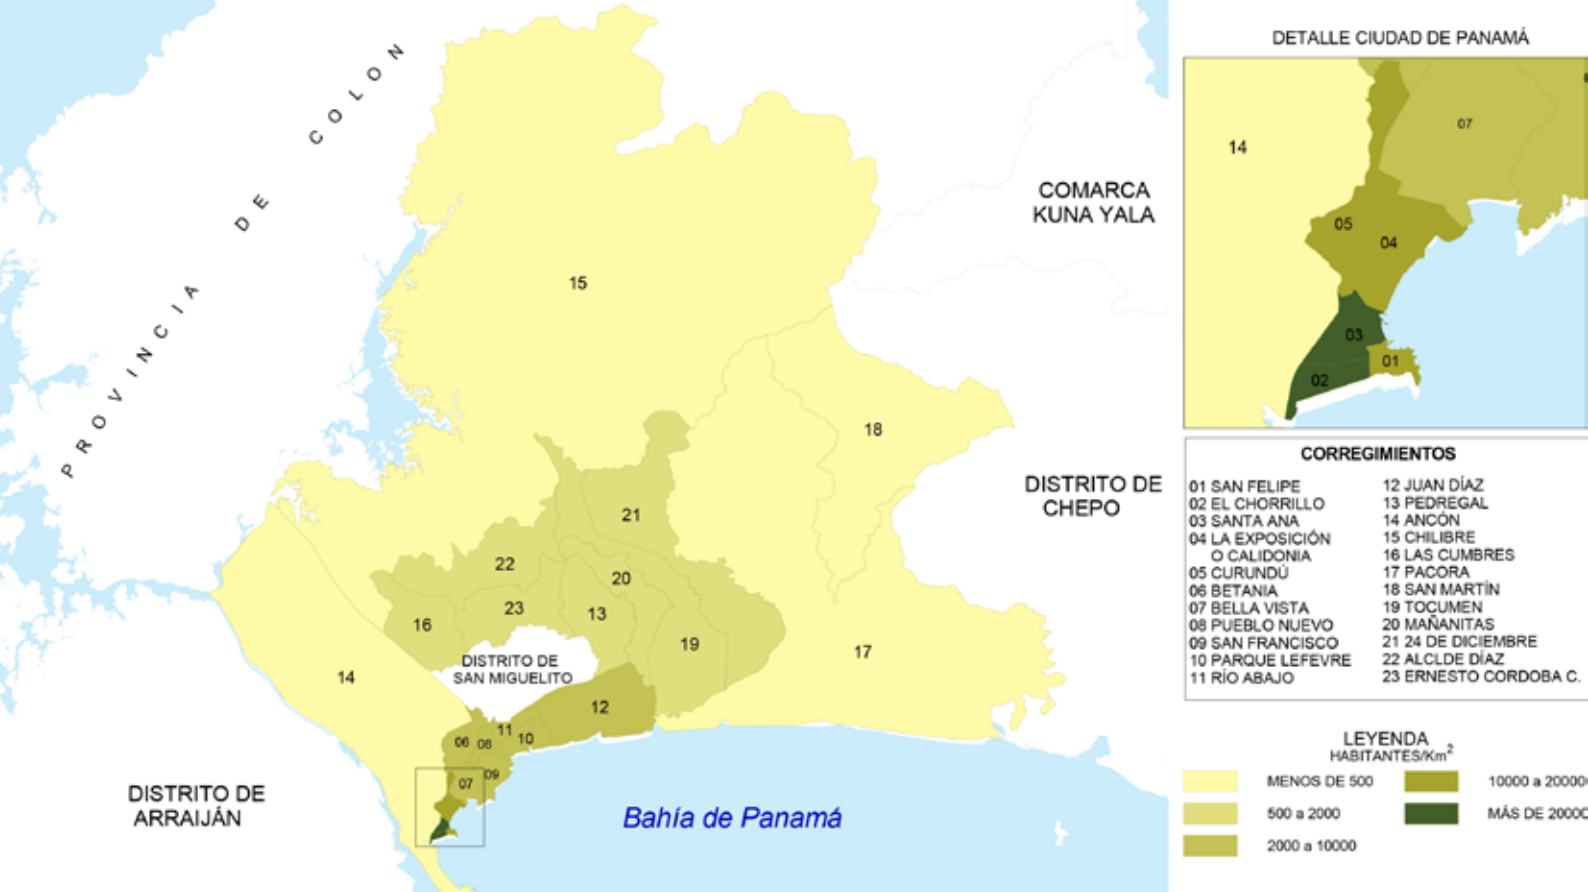 PROVINCIA DE COLON
15
COMARCA
KUNA YALA
18
DISTRITO DE
CHEPO
21
22
20
23
13
16
19
17
DISTRITO DE
SAN MIGUELITO
14
12
11
10
06
08
09
07
DISTRITO DE
ARRAIJÁN
Bahía de Panamá
DETALLE CIUDAD DE PANAMÁ
07
14
05
04
03
01
02
CORREGIMIENTOS
01 SAN FELIPE
02 EL CHORRILLO
03 SANTA ANA
04 LA EXPOSICIÓN
O CALIDONIA
05 CURUNDÚ
06 BETANIA
07 BELLA VISTA
08 PUEBLO NUEVO
09 SAN FRANCISCO
10 PARQUE LEFEVRE
11 RÍO ABAJO
12 JUAN DÍAZ
13 PEDREGAL
14 ANCÓN
15 CHILIBRE
16 LAS CUMBRES
17 PACORA
18 SAN MARTÍN
19 TOCUMEN
20 MAÑANITAS
21 24 DE DICIEMBRE
22 ALCLDE DÍAZ
23 ERNESTO CORDOBA C.
LEYENDA
HABITANTES/Km²
MENOS DE 500
500 a 2000
2000 a 10000
10000 a 20000
MÁS DE 20000